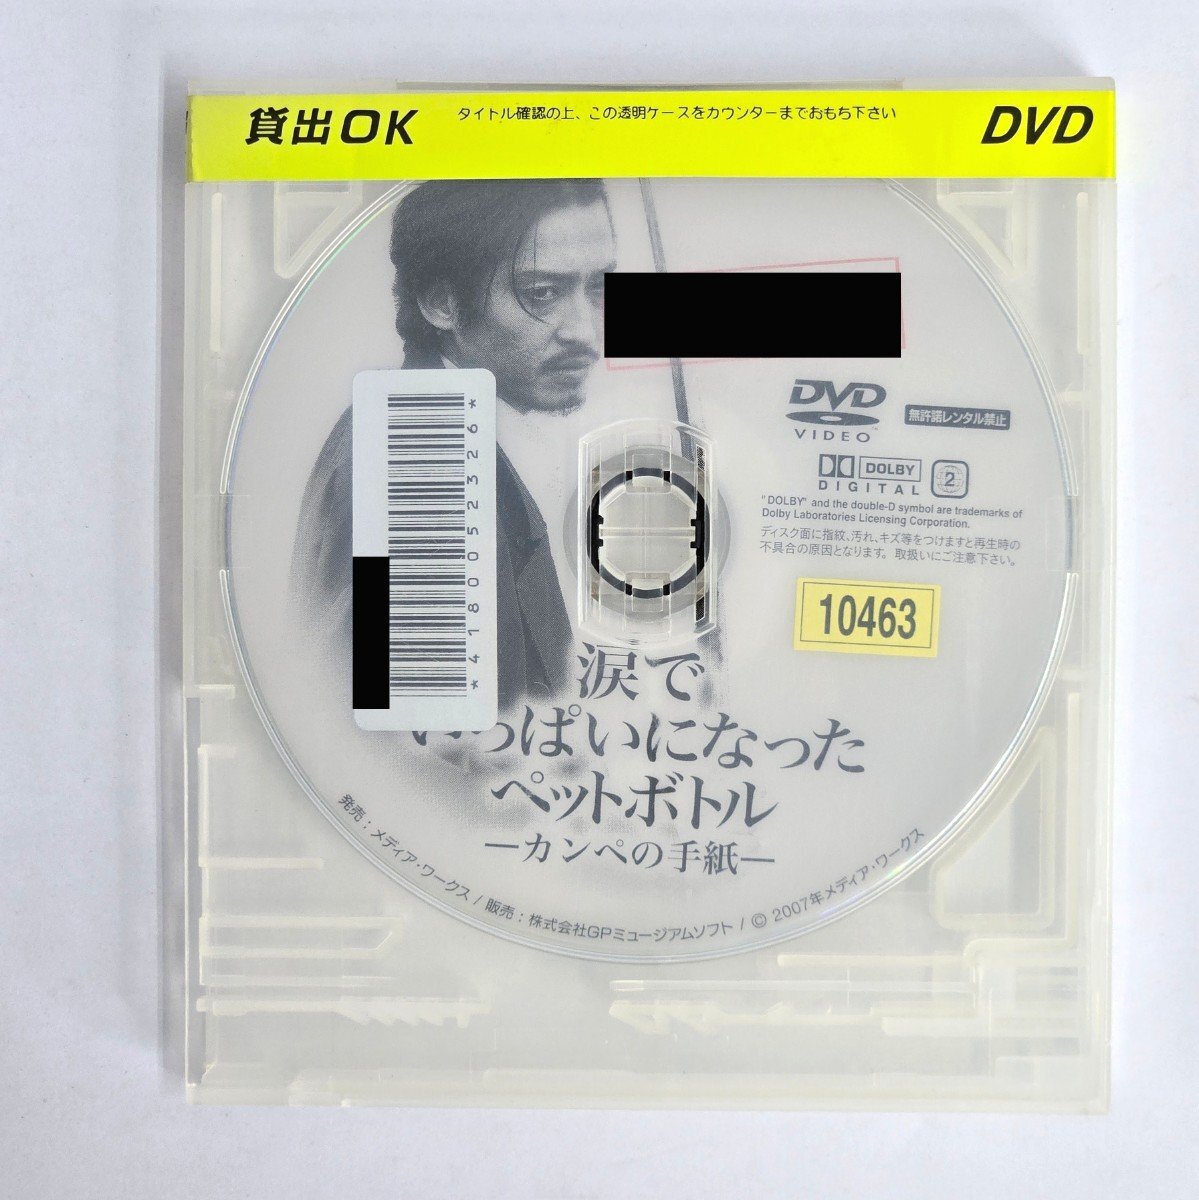 貸出OK
タイトル確認の上、この透明ケースをカウンターまでおもち下さい
DVD
DVD
VIDEO
無許諾レンタル禁止
DOLBY
DIGITAL
2
"DOLBY" and the double-D symbol are trademarks of
Dolby Laboratories Licensing Corporation.
ディスク面に指紋、汚れ、キズ等をつけますと再生時の
不具合の原因となります。取扱いにご注意下さい。
*4180052326*
10463
涙で
いっぱいになった
ペットボトル
―カンペの手紙―
発売：メディア・ワークス / 販売：株式会社GPミュージアムソフト / © 2007年メディア・ワークス